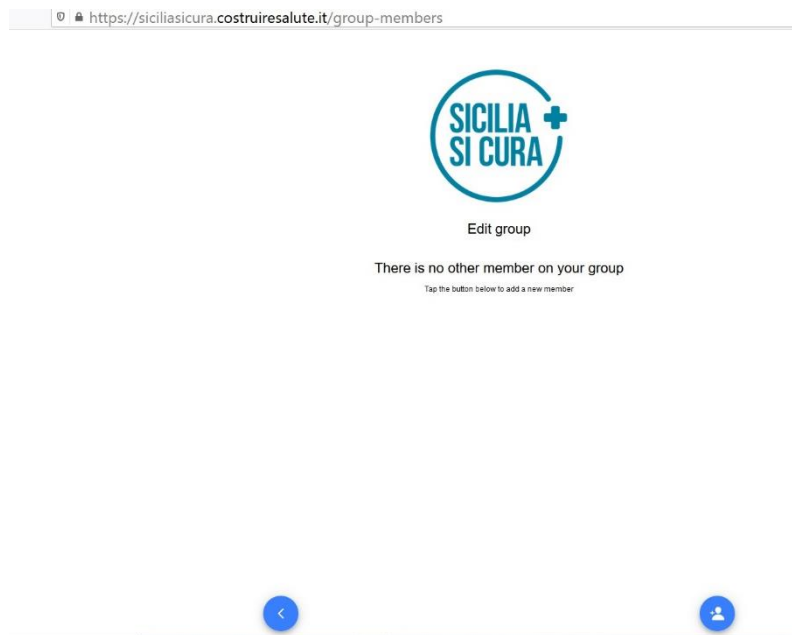 https://siciliasicura.costruiresalute.it/group-members
SICILIA
SI CURA
Edit group
There is no other member on your group
Tap the button below to add a new member